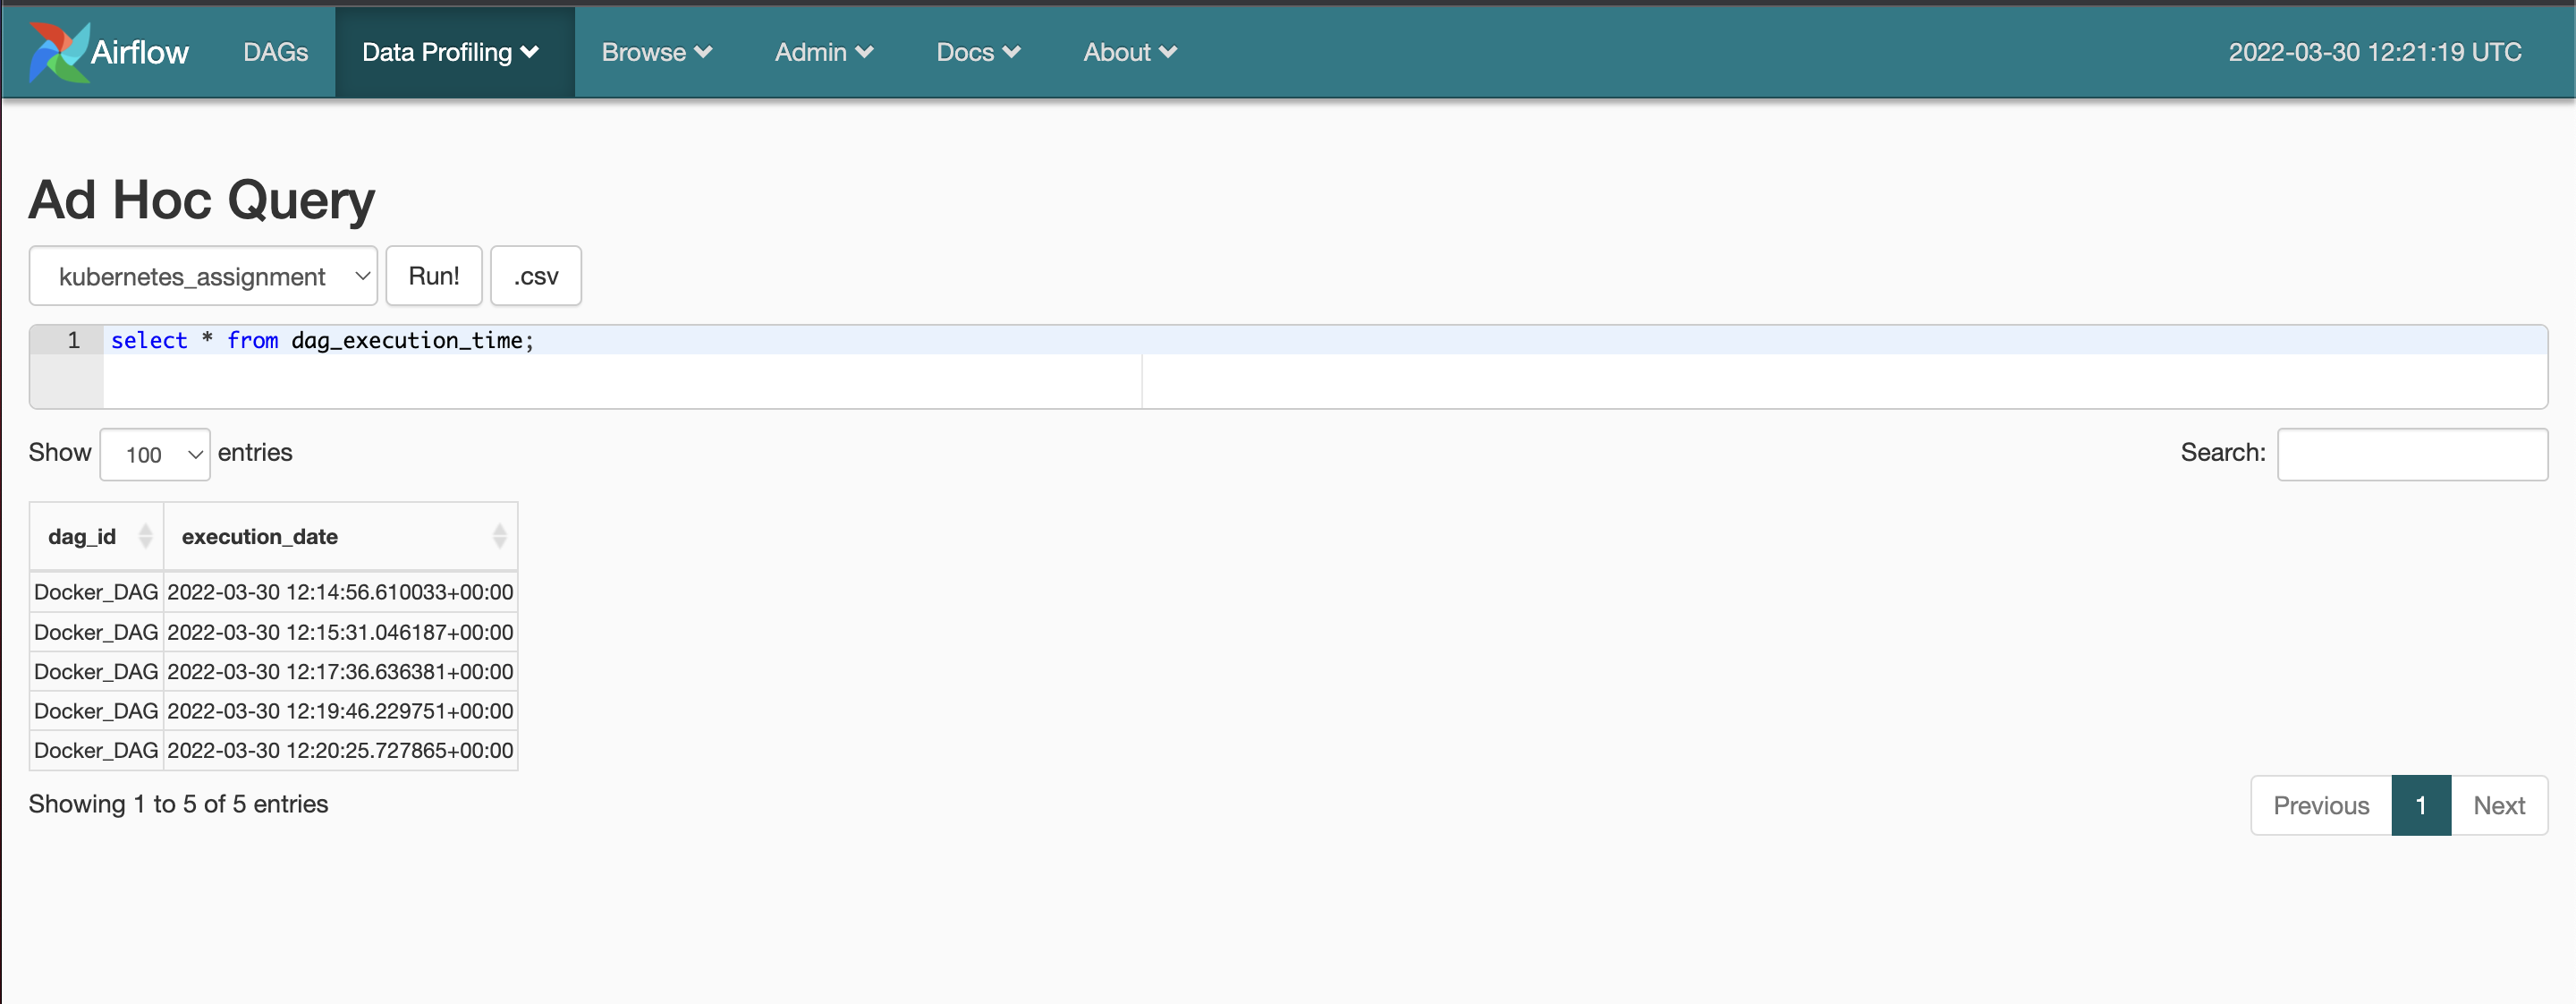 Airflow DAGs Data Profiling Browse Admin Docs About 2022-03-30 12:21:19 UTC
Ad Hoc Query
kubernetes_assignment Run! .csv
1 select * from dag_execution_time;
Show 100 entries Search:
dag_id execution_date
Docker_DAG 2022-03-30 12:14:56.610033+00:00
Docker_DAG 2022-03-30 12:15:31.046187+00:00
Docker_DAG 2022-03-30 12:17:36.636381+00:00
Docker_DAG 2022-03-30 12:19:46.229751+00:00
Docker_DAG 2022-03-30 12:20:25.727865+00:00
Showing 1 to 5 of 5 entries Previous 1 Next